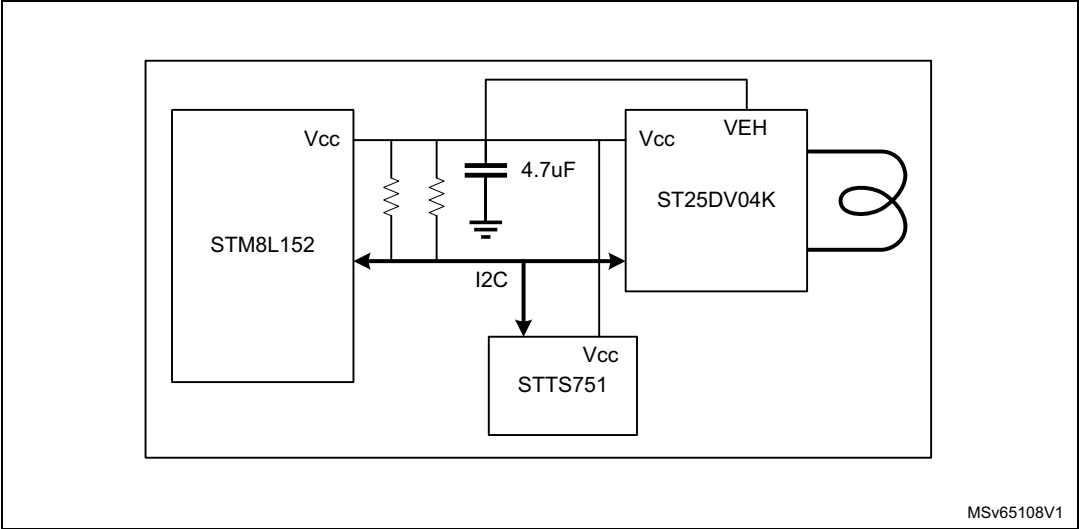 VEH
Vcc
Vcc
4.7uF
ST25DV04K
STM8L152
I2C
Vcc
STTS751
MSv65108V1